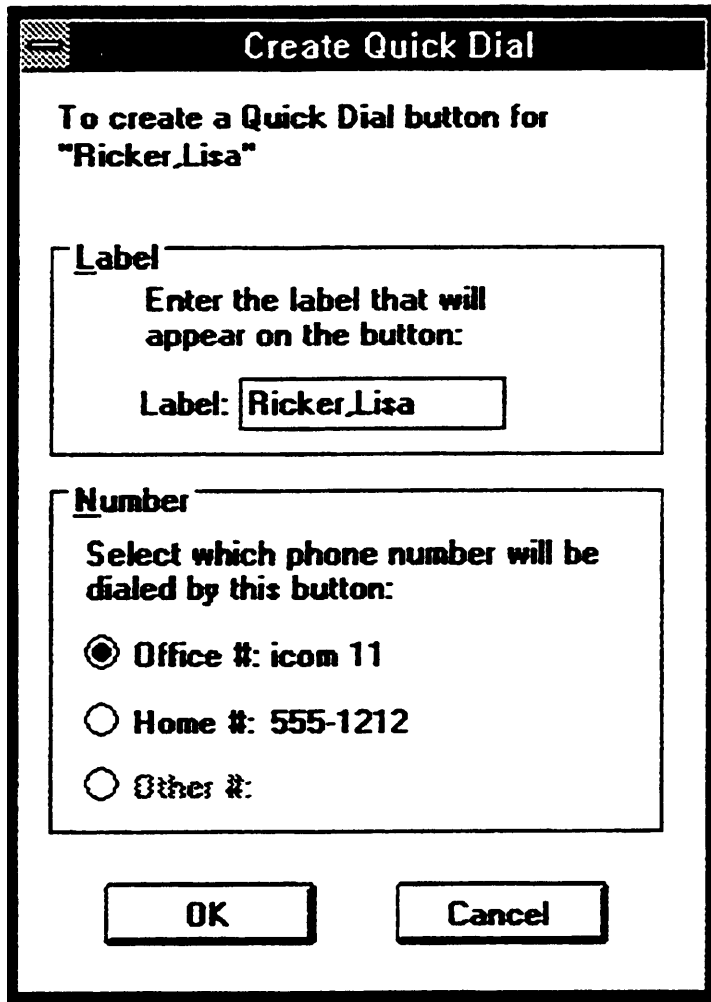 Create Quick Dial
To create a Quick Dial button for
"Ricker,Lisa"
Label
Enter the label that will
appear on the button:
Label: Ricker,Lisa
Number
Select which phone number will be
dialed by this button:
Office #: icom 11
Home #: 555-1212
Other #:
OK
Cancel